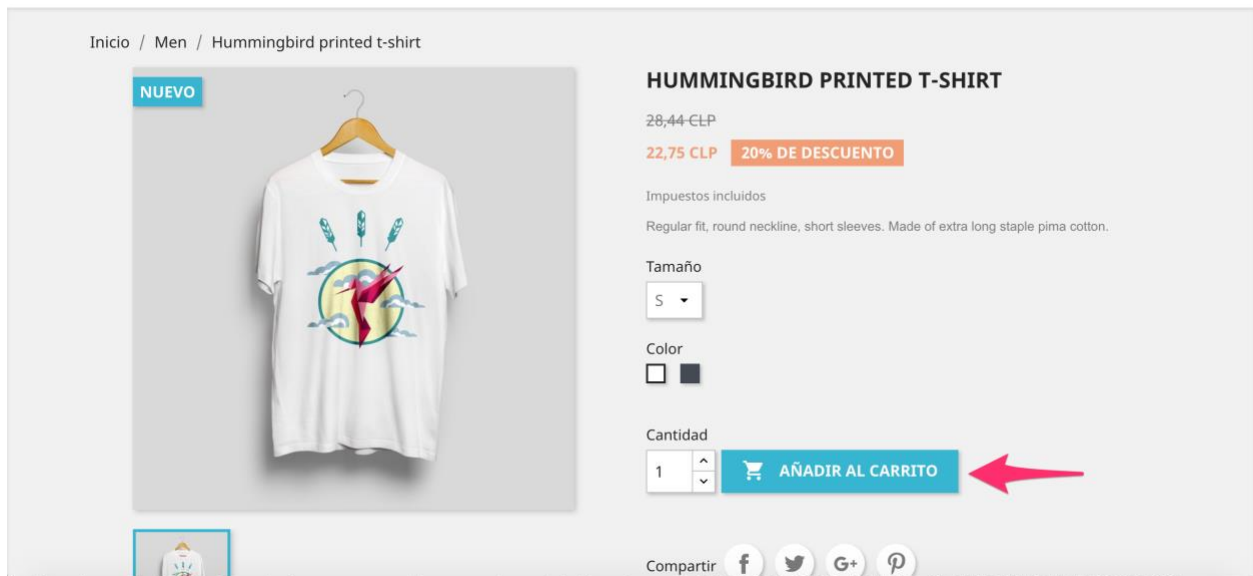 Inicio / Men / Hummingbird printed t-shirt
NUEVO
HUMMINGBIRD PRINTED T-SHIRT
28,44 CLP
22,75 CLP 20% DE DESCUENTO
Impuestos incluidos
Regular fit, round neckline, short sleeves. Made of extra long staple pima cotton.
Tamaño
S
Color
Cantidad
1 AÑADIR AL CARRITO
Compartir f G+